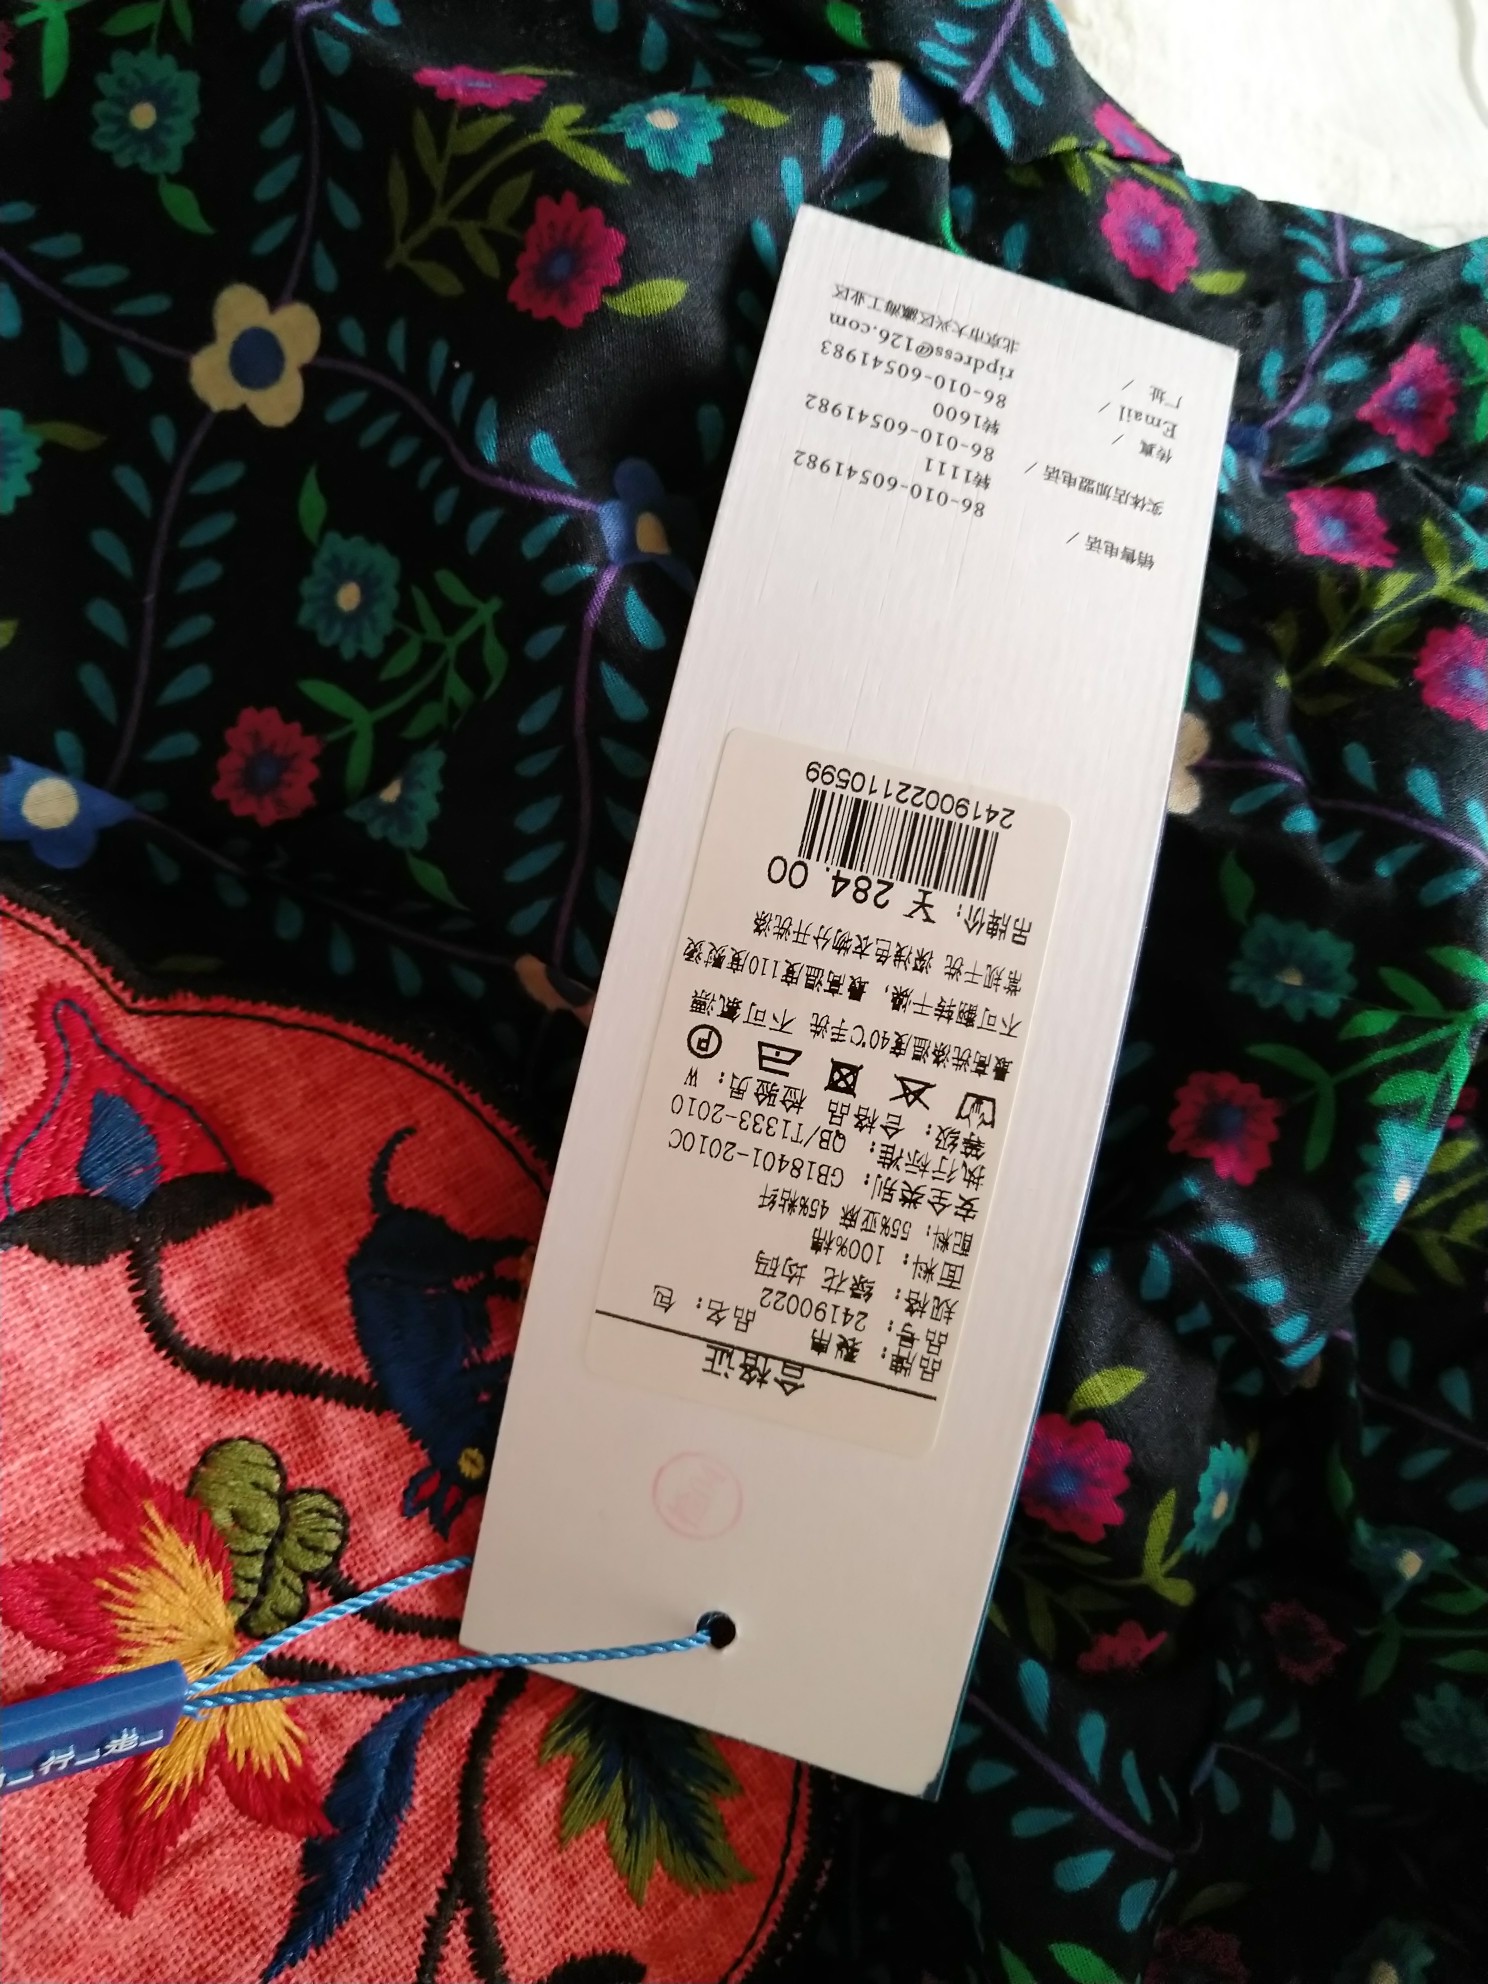 合格证
品牌： 裂帛 品名： 包
品号： 24190022
规格： 绿花 均码
面料： 100%棉
配料： 55%亚麻 45%粘纤
安全类别： GB18401-2010C
执行标准： QB/T1333-2010
等级： 合格品 检验员： W
P
最高洗涤温度40℃手洗 不可氯漂
不可翻转干燥， 最高温度110度熨烫
常规干洗 深浅色衣物分开洗涤
吊牌价： ¥ 284.00
24190022110599
销售电话 / 86-010-60541982
转1111
实体店加盟电话 / 86-010-60541982
转1600
传真 / 86-010-60541983
Email / ripdress@126.com
厂址 / 北京市大兴区瀛海工业区